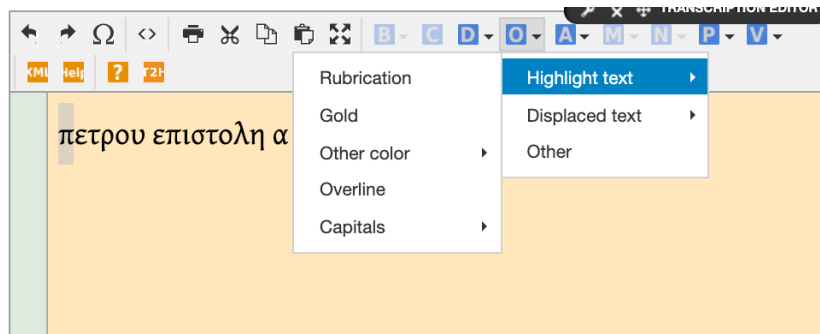 TRANSCRIPTION EDITOR
B C D O A M N P V
XML Help ? T2H
Rubrication
Gold
Other color
Overline
Capitals
Highlight text
Displaced text
Other
πετρου επιστολη α